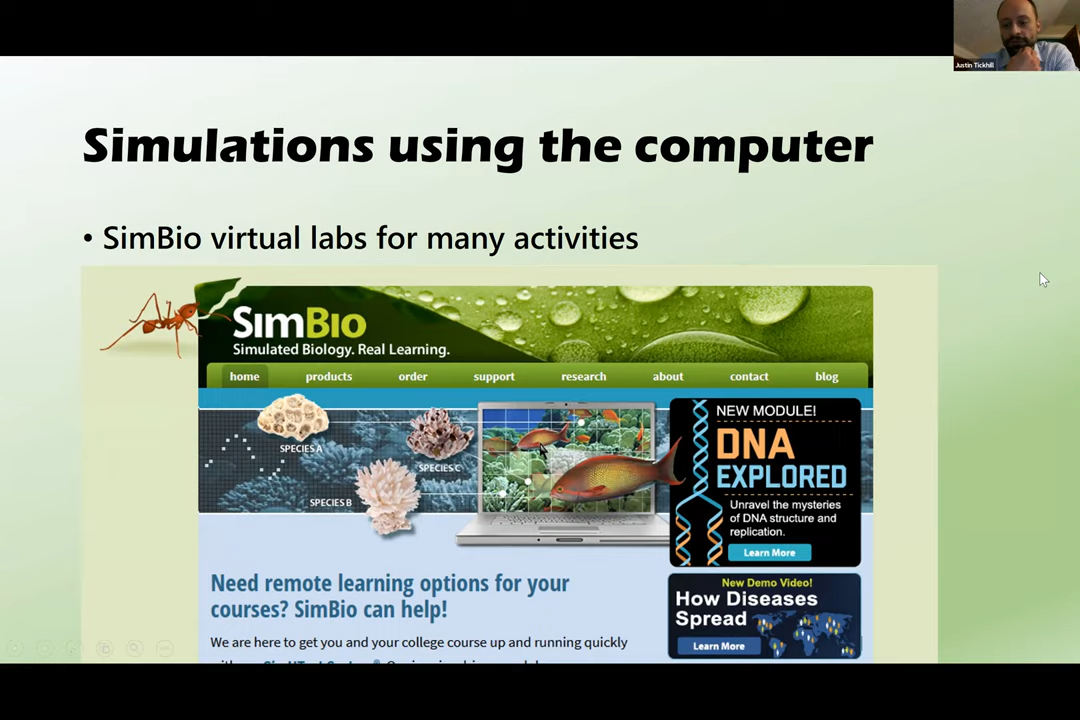 Justin Tickhill
Simulations using the computer
• SimBio virtual labs for many activities
SimBio
Simulated Biology. Real Learning.
home products order support research about contact blog
SPECIES A
SPECIES C
SPECIES B
NEW MODULE!
DNA
EXPLORED
Unravel the mysteries
of DNA structure and
replication.
Learn More
Need remote learning options for your
courses? SimBio can help!
We are here to get you and your college course up and running quickly
New Demo Video!
How Diseases
Spread
Learn More